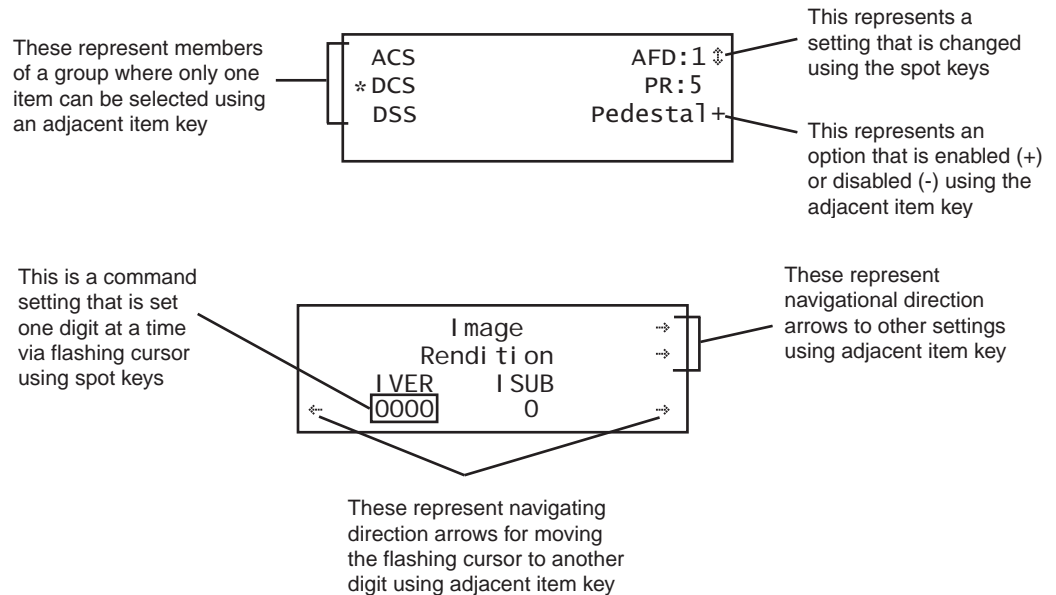 These represent members
of a group where only one
item can be selected using
an adjacent item key
ACS AFD:1⇕
*DCS PR:5
DSS Pedestal+
This represents a
setting that is changed
using the spot keys
This represents an
option that is enabled (+)
or disabled (-) using the
adjacent item key
This is a command
setting that is set
one digit at a time
via flashing cursor
using spot keys
Image →
Rendition →
IVER ISUB
← 0000 0 →
These represent
navigational direction
arrows to other settings
using adjacent item key
These represent navigating
direction arrows for moving
the flashing cursor to another
digit using adjacent item key